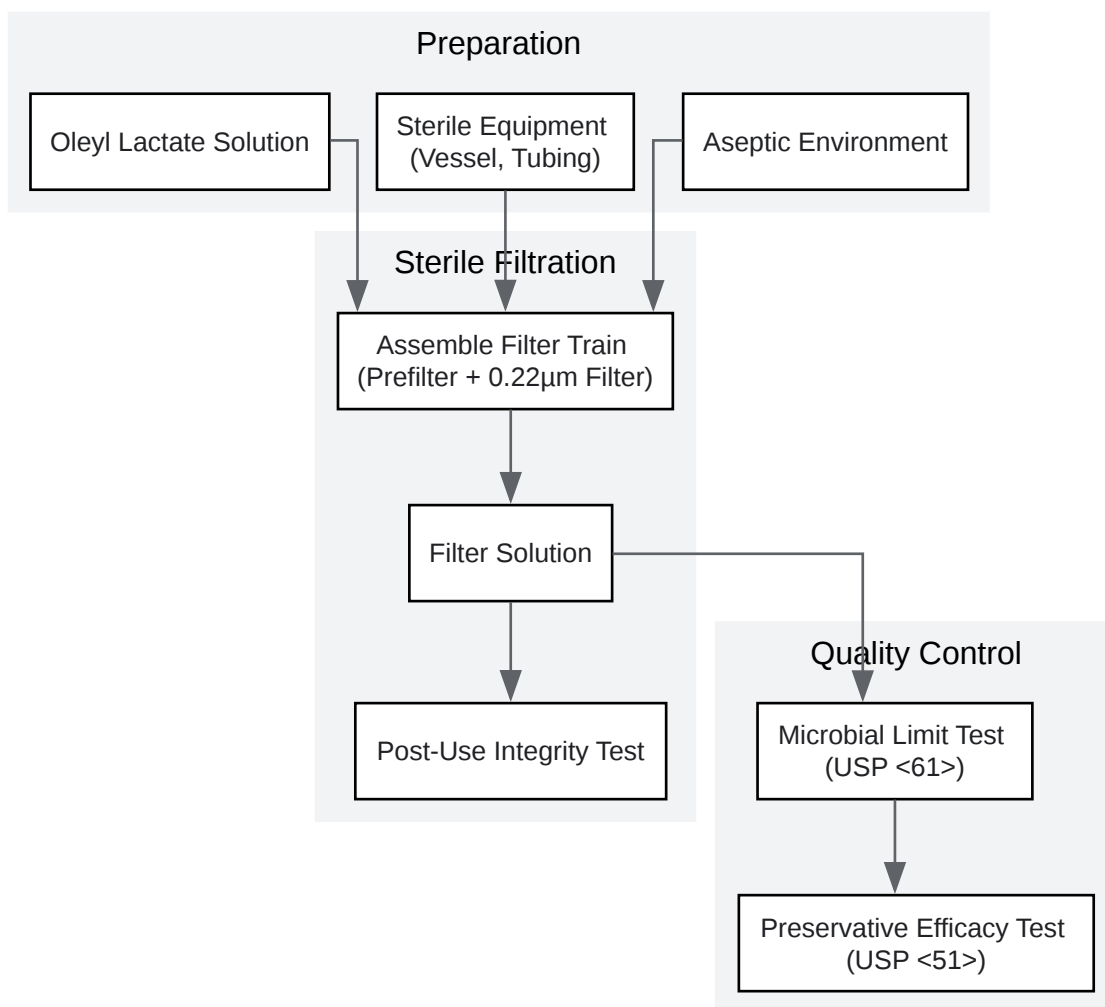 Preparation
Oleyl Lactate Solution
Sterile Equipment
(Vessel, Tubing)
Aseptic Environment
Sterile Filtration
Assemble Filter Train
(Prefilter + 0.22µm Filter)
Filter Solution
Post-Use Integrity Test
Quality Control
Microbial Limit Test
(USP <61>)
Preservative Efficacy Test
(USP <51>)